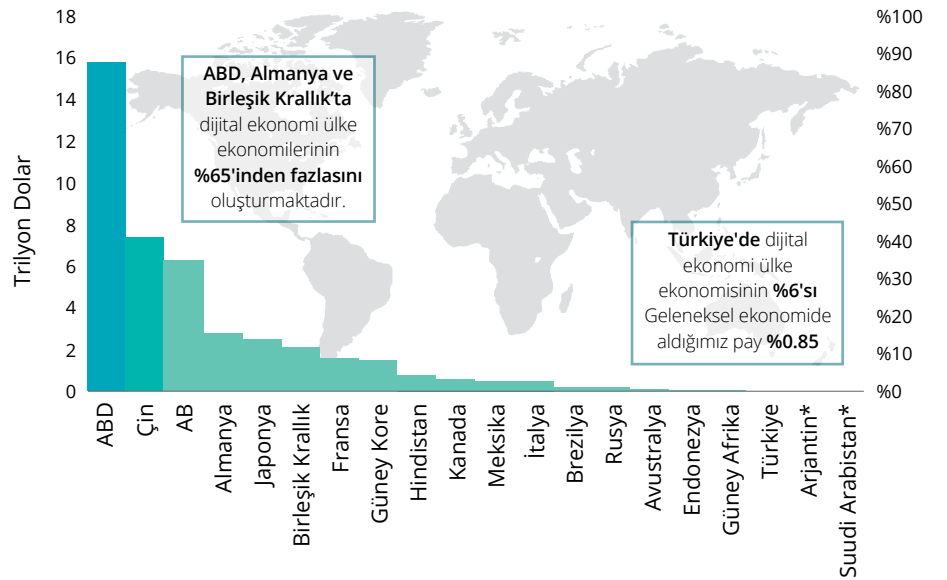 18
16
14
12
10
8
6
4
2
0
Trilyon Dolar
ABD, Almanya ve
Birleşik Krallık’ta
dijital ekonomi ülke
ekonomilerinin
%65'inden fazlasını
oluşturmaktadır.
Türkiye'de dijital
ekonomi ülke
ekonomisinin %6'sı
Geleneksel ekonomide
aldığımız pay %0.85
%100
%90
%80
%70
%60
%50
%40
%30
%20
%10
%0
ABD
Çin
AB
Almanya
Japonya
Birleşik Krallık
Fransa
Güney Kore
Hindistan
Kanada
Meksika
İtalya
Brezilya
Rusya
Avustralya
Endonezya
Güney Afrika
Türkiye
Arjantin*
Suudi Arabistan*